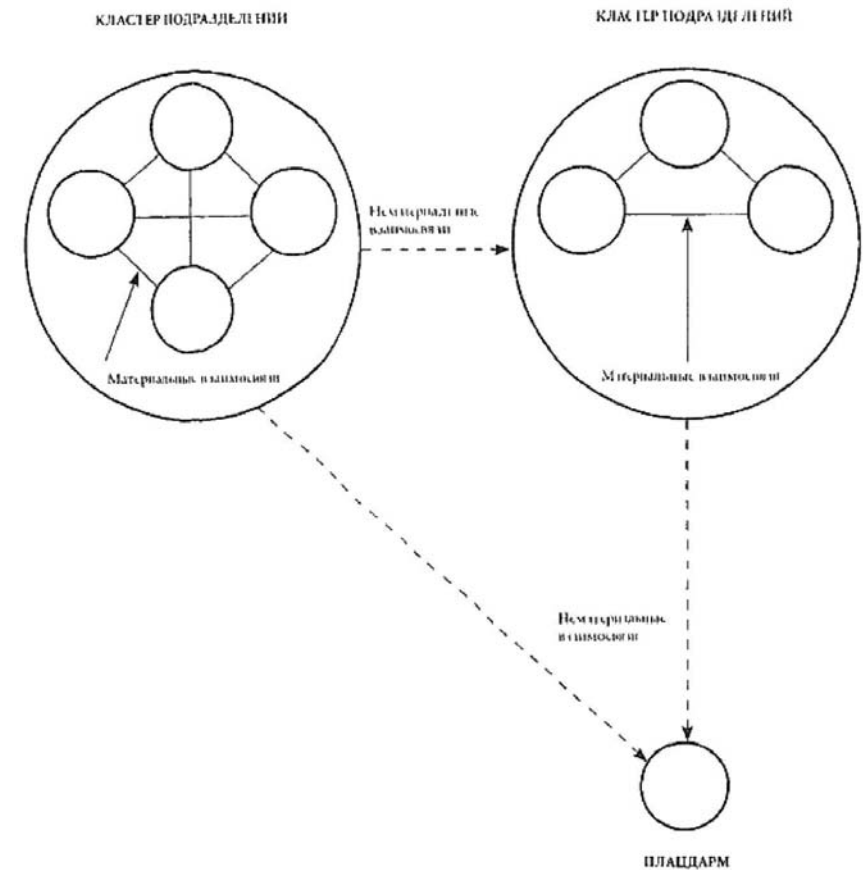 КЛАСТЕР ПОДРАЗДЕЛЕНИЙ
КЛАСТЕР ПОДРАЗДЕЛЕНИЙ
Нематериальные
взаимосвязи
Материальные взаимосвязи
Материальные взаимосвязи
Нематериальные
взаимосвязи
ПЛАЦДАРМ